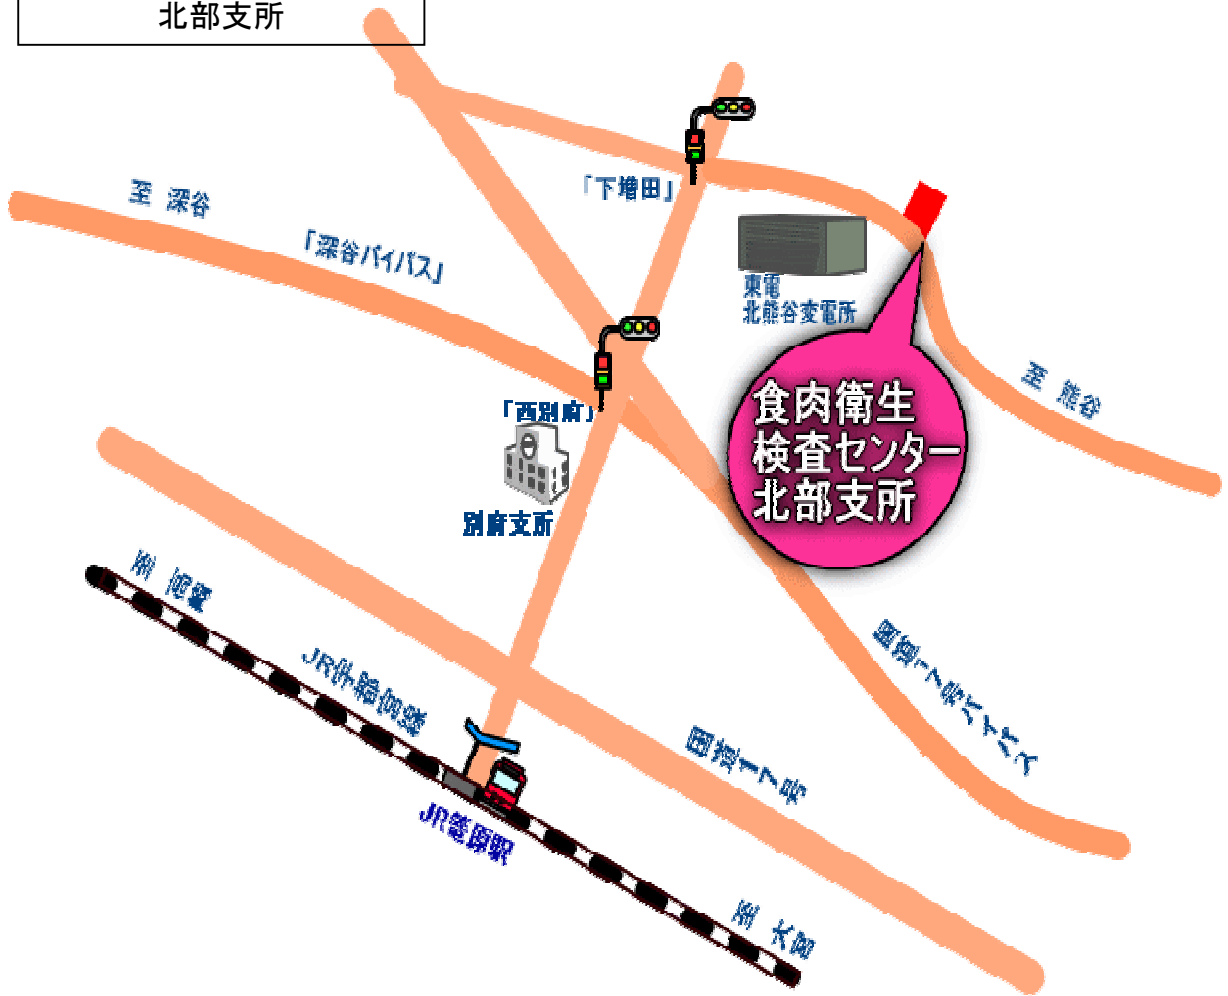 北部支所
至 深谷
「深谷バイパス」
「下増田」
東電
北熊谷変電所
至 熊谷
食肉衛生
検査センター
北部支所
「西別府」
別府支所
至 高崎
JR宇都宮線
国道17号バイパス
国道17号
JR籠原駅
至 大宮